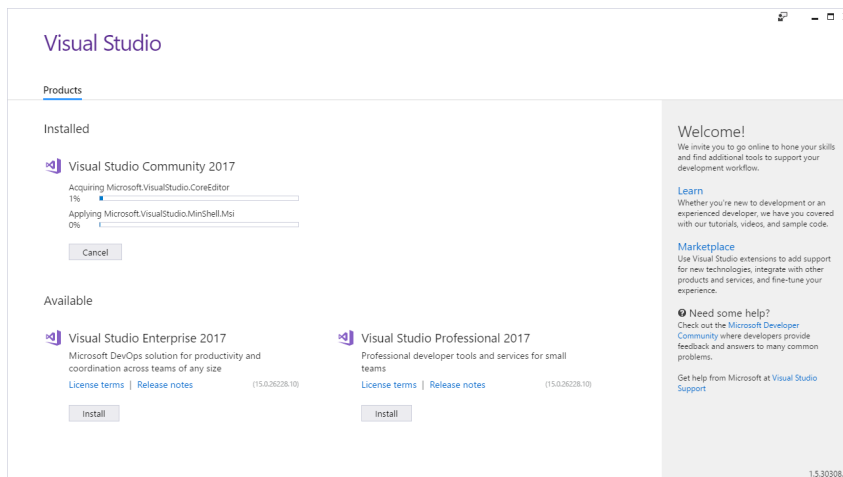 Visual Studio
Products
Installed
Visual Studio Community 2017
Acquiring Microsoft.VisualStudio.CoreEditor
1%
Applying Microsoft.VisualStudio.MinShell.Msi
0%
Cancel
Available
Visual Studio Enterprise 2017
Microsoft DevOps solution for productivity and
coordination across teams of any size
License terms | Release notes (15.0.26228.10)
Install
Visual Studio Professional 2017
Professional developer tools and services for small
teams
License terms | Release notes (15.0.26228.10)
Install
Welcome!
We invite you to go online to hone your skills
and find additional tools to support your
development workflow.
Learn
Whether you're new to development or an
experienced developer, we have you covered
with our tutorials, videos, and sample code.
Marketplace
Use Visual Studio extensions to add support
for new technologies, integrate with other
products and services, and fine-tune your
experience.
Need some help?
Check out the Microsoft Developer
Community where developers provide
feedback and answers to many common
problems.
Get help from Microsoft at Visual Studio
Support
1.5.30308.